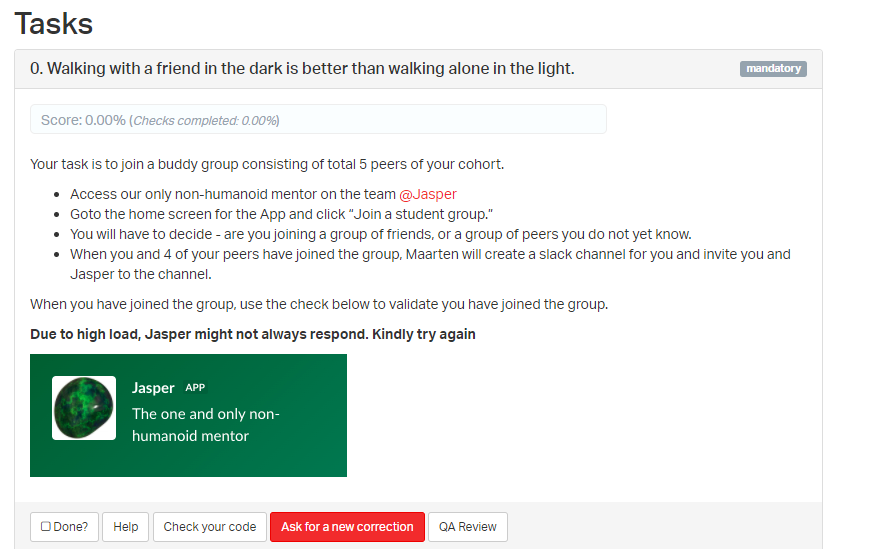 Tasks
0. Walking with a friend in the dark is better than walking alone in the light.
mandatory
Score: 0.00% (Checks completed: 0.00%)
Your task is to join a buddy group consisting of total 5 peers of your cohort.
• Access our only non-humanoid mentor on the team @Jasper
• Goto the home screen for the App and click “Join a student group.”
• You will have to decide - are you joining a group of friends, or a group of peers you do not yet know.
• When you and 4 of your peers have joined the group, Maarten will create a slack channel for you and invite you and
Jasper to the channel.
When you have joined the group, use the check below to validate you have joined the group.
Due to high load, Jasper might not always respond. Kindly try again
Jasper APP
The one and only non-
humanoid mentor
Done? Help Check your code Ask for a new correction QA Review